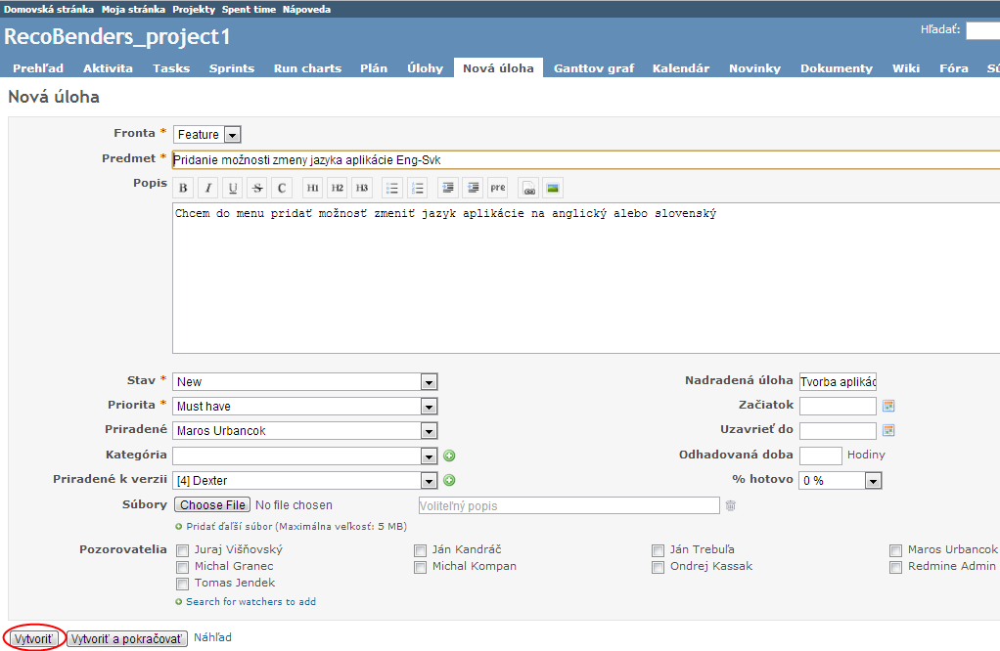 Domovská stránka Moja stránka Projekty Spent time Nápoveda
RecoBenders_project1
Hľadať:
Prehľad Aktivita Tasks Sprints Run charts Plán Úlohy Nová úloha Ganttov graf Kalendár Novinky Dokumenty Wiki Fóra
Nová úloha
Fronta * Feature
Predmet * Pridanie možnosti zmeny jazyka aplikácie Eng-Svk
Popis B I U S C H1 H2 H3 pre
Chcem do menu pridať možnosť zmeniť jazyk aplikácie na anglický alebo slovenský
Stav * New Nadradená úloha Tvorba aplikác
Priorita * Must have Začiatok
Priradené Maros Urbancok Uzavrieť do
Kategória Odhadovaná doba Hodiny
Priradené k verzii [4] Dexter % hotovo 0 %
Súbory Choose File No file chosen Voliteľný popis
Pridať ďaľší súbor (Maximálna veľkosť: 5 MB)
Pozorovatelia Juraj Višňovský Ján Kandráč Ján Trebuľa Maros Urbancok
Michal Granec Michal Kompan Ondrej Kassak Redmine Admin
Tomas Jendek
Search for watchers to add
Vytvoriť Vytvoriť a pokračovať Náhľad